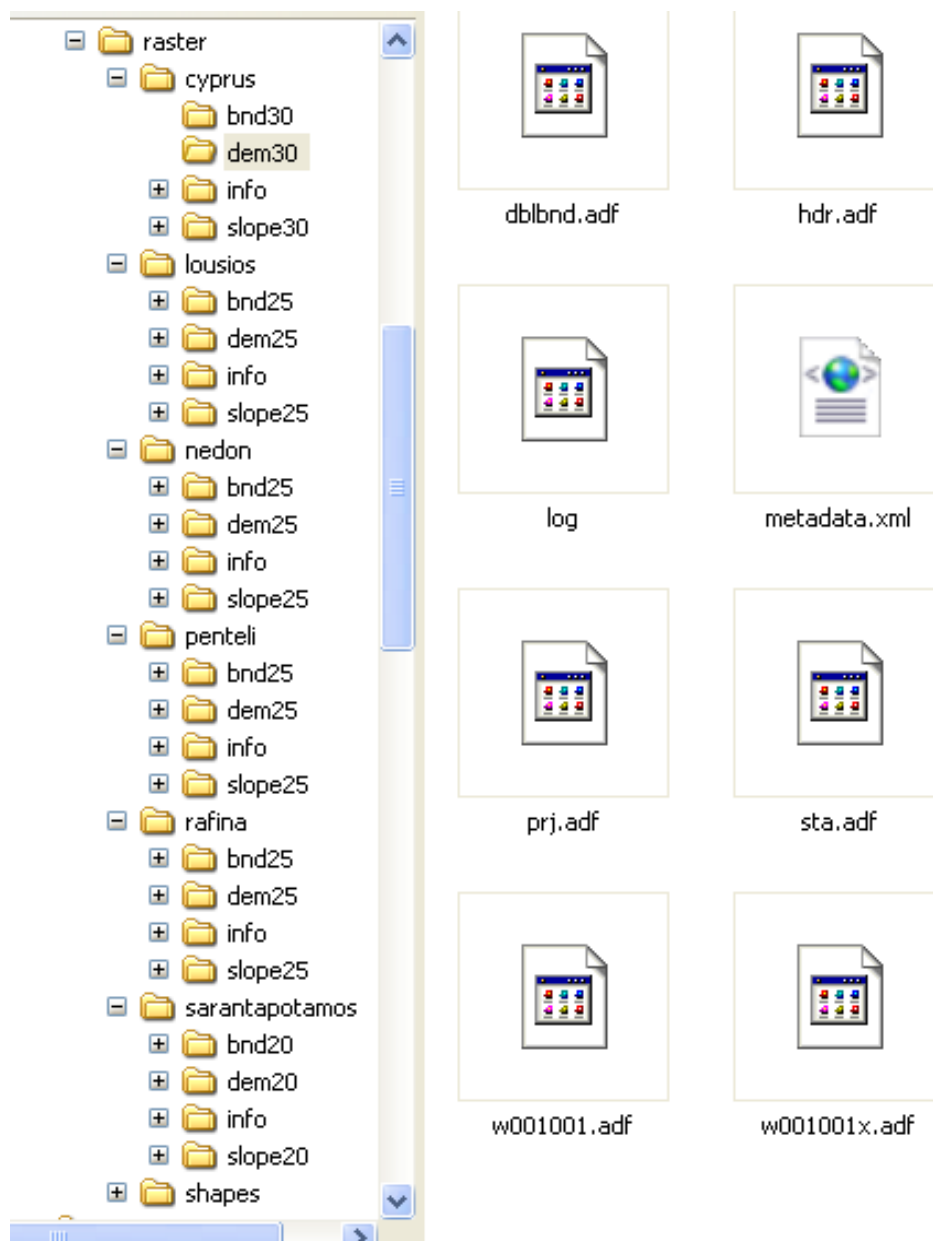 raster
cyprus
bnd30
dem30
info
slope30
lousios
bnd25
dem25
info
slope25
nedon
bnd25
dem25
info
slope25
penteli
bnd25
dem25
info
slope25
rafina
bnd25
dem25
info
slope25
sarantapotamos
bnd20
dem20
info
slope20
shapes
dblbnd.adf
hdr.adf
log
metadata.xml
prj.adf
sta.adf
w001001.adf
w001001x.adf